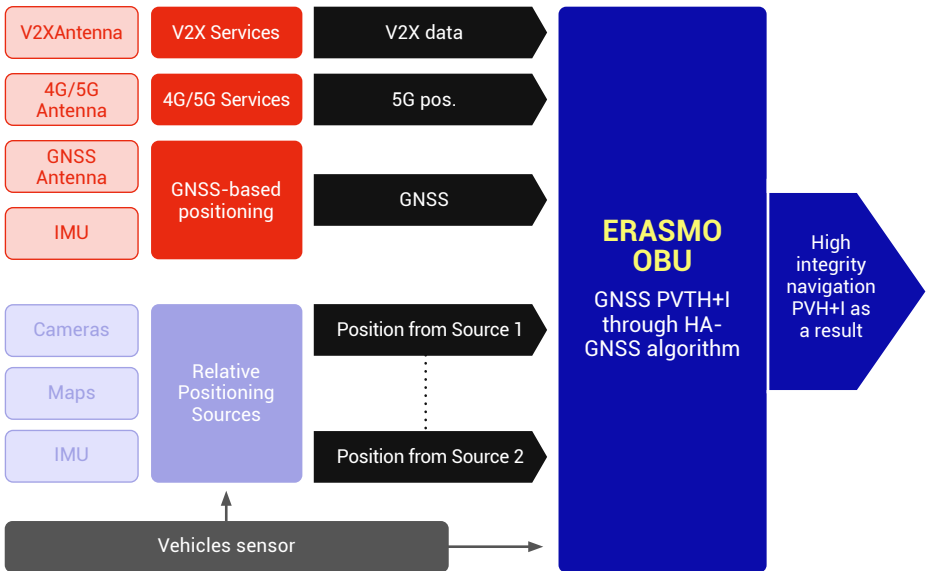 V2XAntenna
V2X Services
V2X data
4G/5G
Antenna
4G/5G Services
5G pos.
GNSS
Antenna
IMU
GNSS-based
positioning
GNSS
Cameras
Maps
IMU
Relative
Positioning
Sources
Position from Source 1
Position from Source 2
Vehicles sensor
ERASMO
OBU
GNSS PVTH+I
through HA-
GNSS algorithm
High
integrity
navigation
PVH+I as
a result